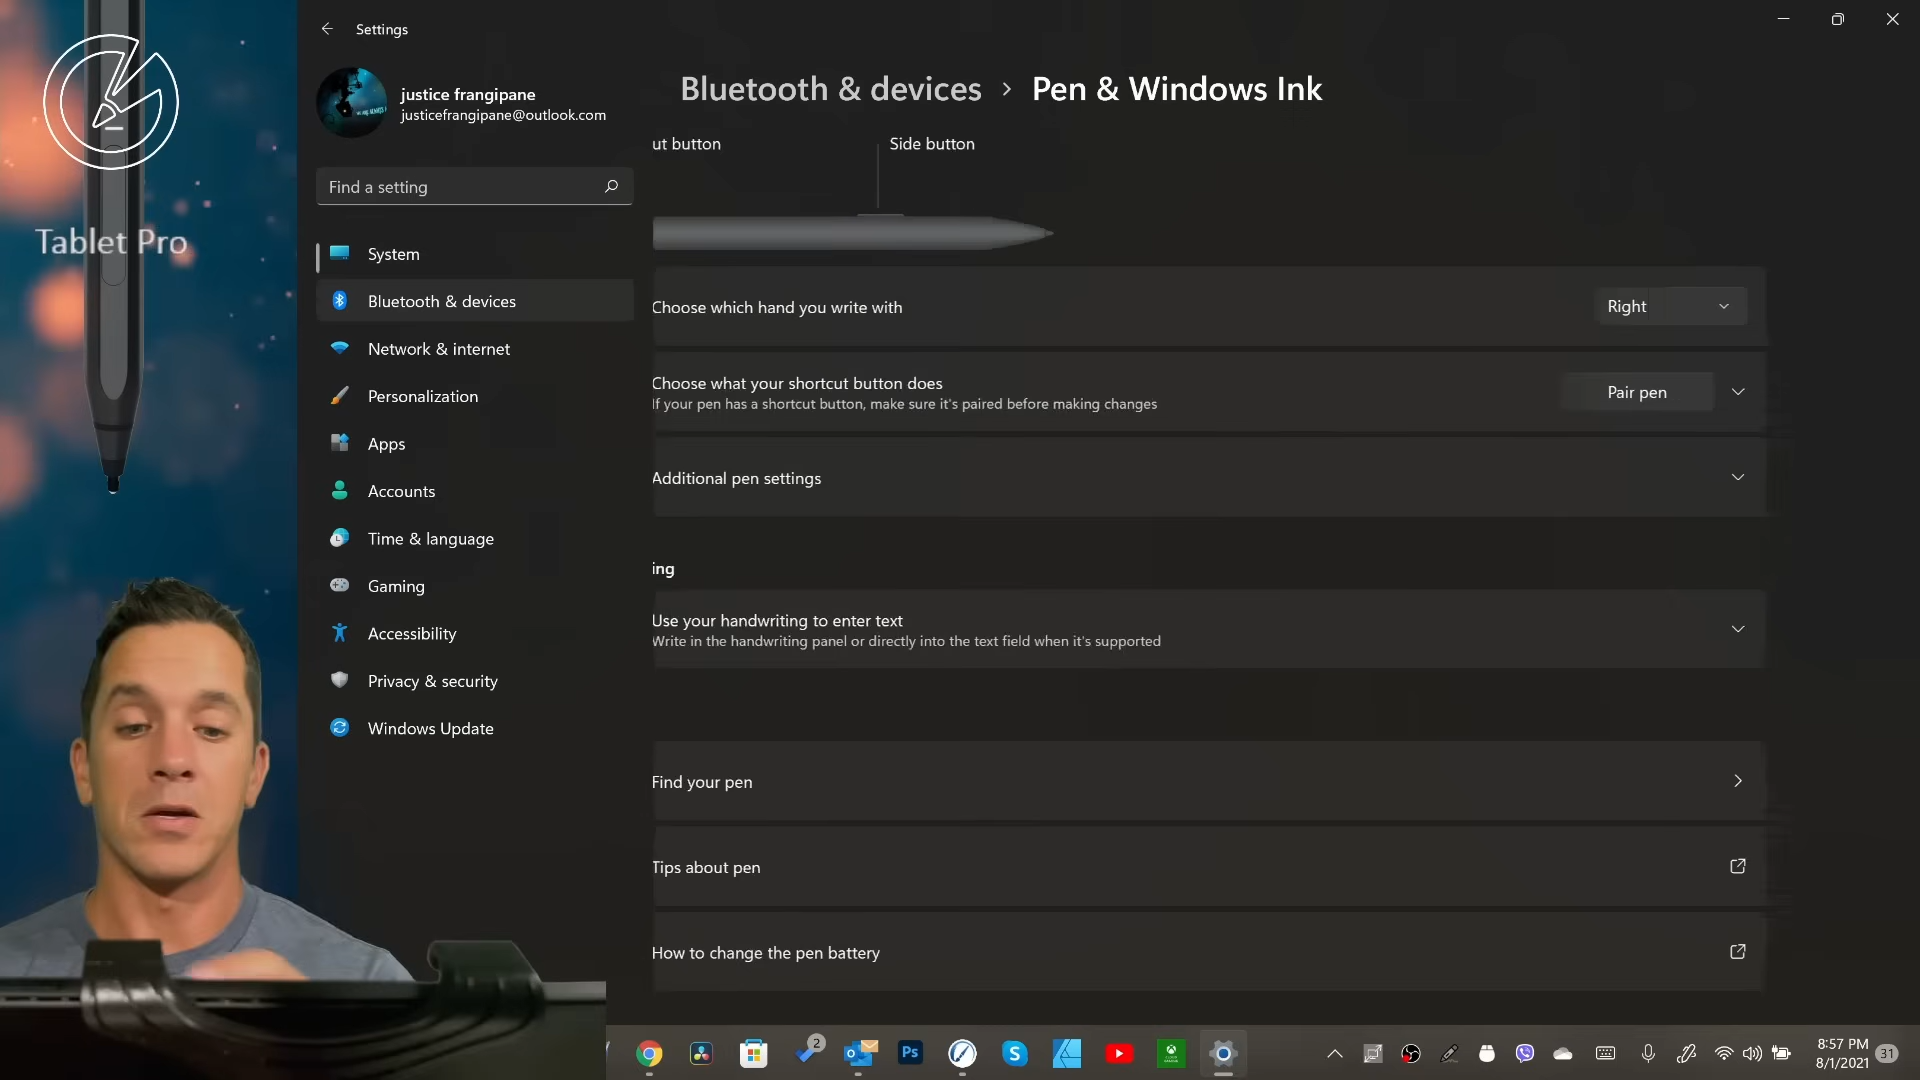 Settings
justice frangipane
justicefrangipane@outlook.com
Find a setting
Tablet Pro
System
Bluetooth & devices
Network & internet
Personalization
Apps
Accounts
Time & language
Gaming
Accessibility
Privacy & security
Windows Update
Bluetooth & devices > Pen & Windows Ink
ut button
Side button
Choose which hand you write with
Right
Choose what your shortcut button does
If your pen has a shortcut button, make sure it's paired before making changes
Pair pen
Additional pen settings
ing
Use your handwriting to enter text
Write in the handwriting panel or directly into the text field when it's supported
Find your pen
Tips about pen
How to change the pen battery
2
Ps
8:57 PM
8/1/2021
31